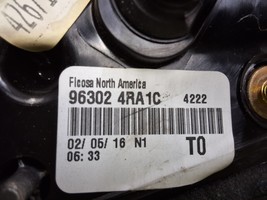 Ficosa North America
96302 4RA1C 4222
02/ 05/ 16 N1
06: 33 T0